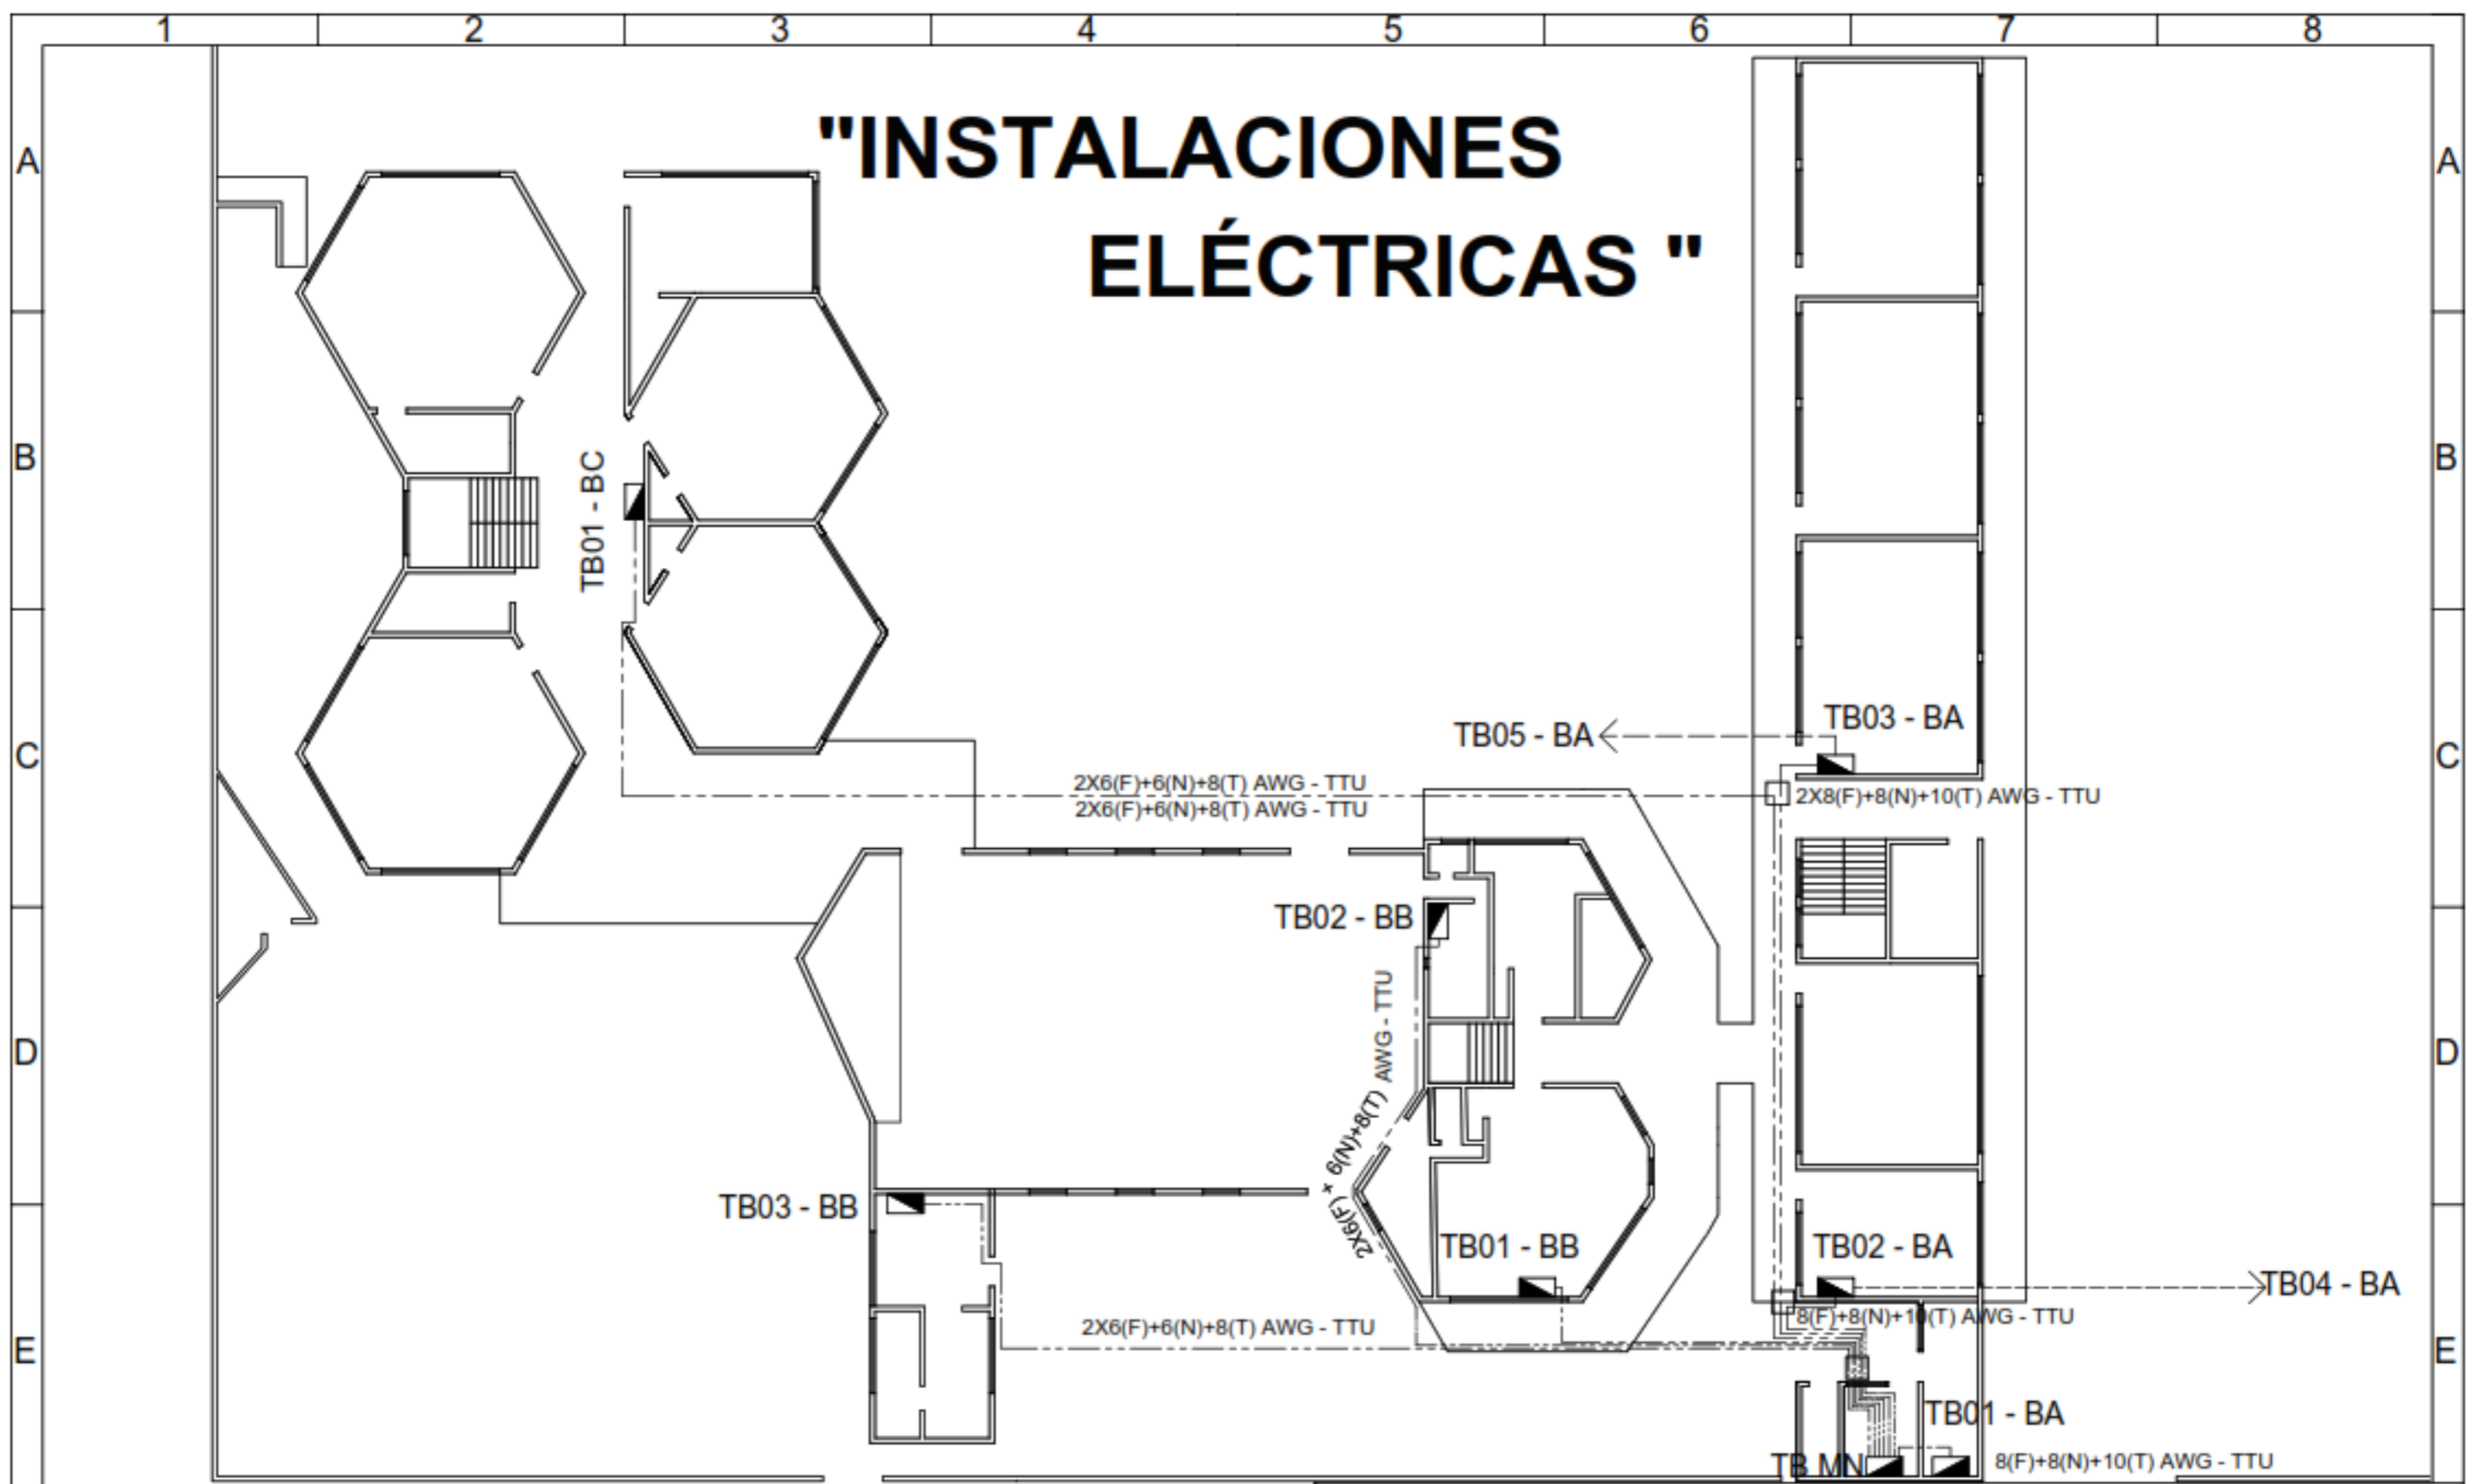 1 2 3 4 5 6 7 8
"INSTALACIONES
ELÉCTRICAS "
A A
B B
TB01 - BC
TB05 - BA
TB03 - BA
C C
2X6(F)+6(N)+8(T) AWG - TTU
2X6(F)+6(N)+8(T) AWG - TTU
2X8(F)+8(N)+10(T) AWG - TTU
TB02 - BB
D D
2X6(F) + 6(N)+8(T) AWG - TTU
TB03 - BB
TB01 - BB
TB02 - BA
TB04 - BA
8(F)+8(N)+10(T) AWG - TTU
2X6(F)+6(N)+8(T) AWG - TTU
E E
TB01 - BA
TB MN
8(F)+8(N)+10(T) AWG - TTU